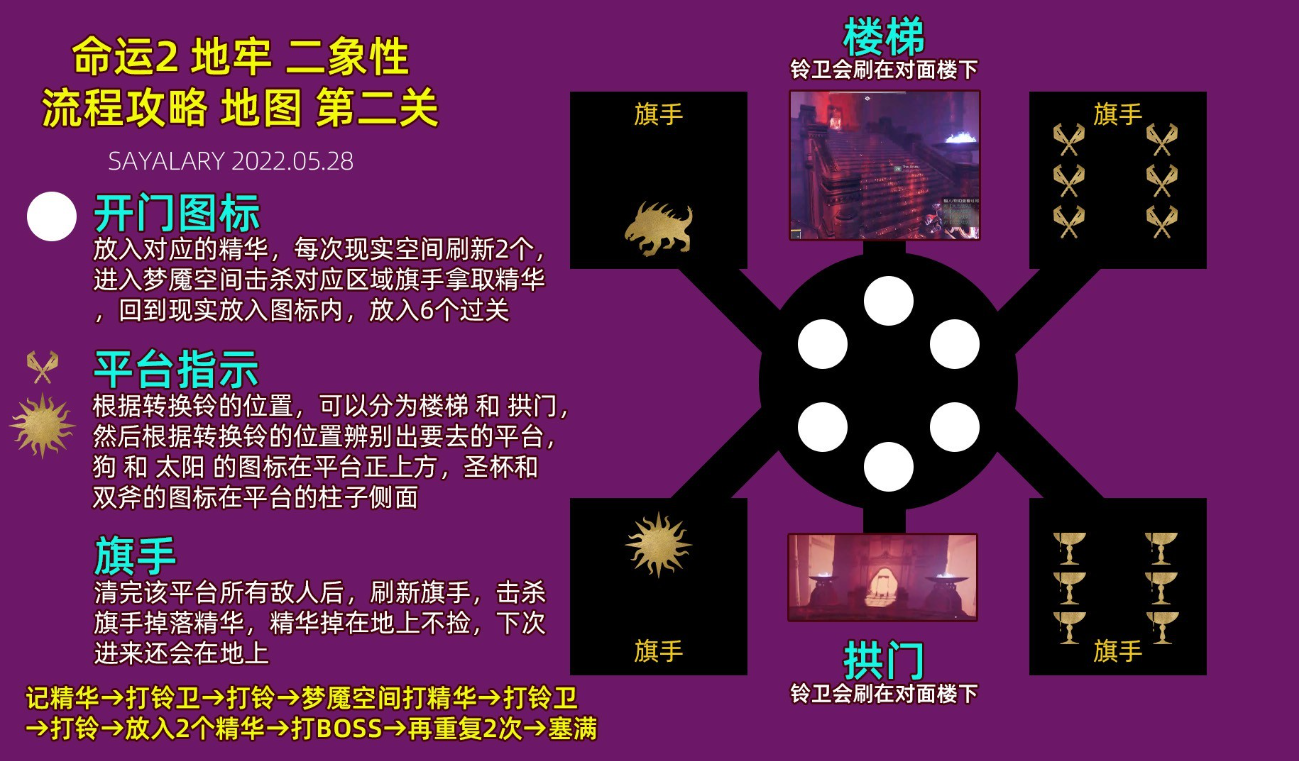 命运2 地牢 二象性
流程攻略 地图 第二关
SAYALARY 2022.05.28
开门图标
放入对应的精华，每次现实空间刷新2个，
进入梦魇空间击杀对应区域旗手拿取精华
，回到现实放入图标内，放入6个过关
平台指示
根据转换铃的位置，可以分为楼梯 和 拱门，
然后根据转换铃的位置辨别出要去的平台，
狗 和 太阳 的图标在平台正上方，圣杯和
双斧的图标在平台的柱子侧面
旗手
清完该平台所有敌人后，刷新旗手，击杀
旗手掉落精华，精华掉在地上不捡，下次
进来还会在地上
记精华→打铃卫→打铃→梦魇空间打精华→打铃卫
→打铃→放入2个精华→打BOSS→再重复2次→塞满
楼梯
铃卫会刷在对面楼下
旗手
旗手
旗手
旗手
拱门
铃卫会刷在对面楼下